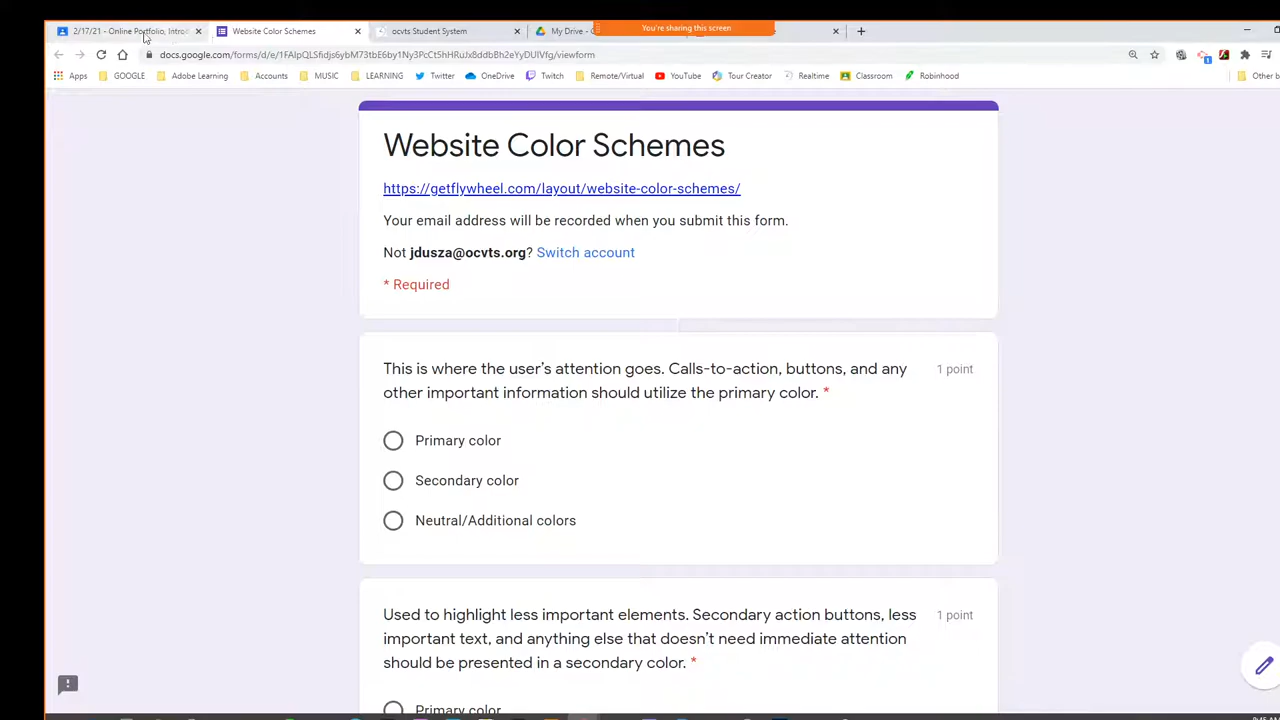 You're sharing this screen
2/17/21 - Online Portfolio, Introd
Website Color Schemes
ocvts Student System
My Drive -
docs.google.com/forms/d/e/1FAIpQLSfidjs6ybM73tbE6by1Ny3PcCt5hHRuJx8ddbBh2eYyDUIVfg/viewform
Apps GOOGLE Adobe Learning Accounts MUSIC LEARNING Twitter OneDrive Twitch Remote/Virtual YouTube Tour Creator Realtime Classroom Robinhood Other b
Website Color Schemes
https://getflywheel.com/layout/website-color-schemes/
Your email address will be recorded when you submit this form.
Not jdusza@ocvts.org? Switch account
* Required
This is where the user's attention goes. Calls-to-action, buttons, and any 1 point
other important information should utilize the primary color. *
Primary color
Secondary color
Neutral/Additional colors
Used to highlight less important elements. Secondary action buttons, less 1 point
important text, and anything else that doesn't need immediate attention
should be presented in a secondary color. *
Primary color